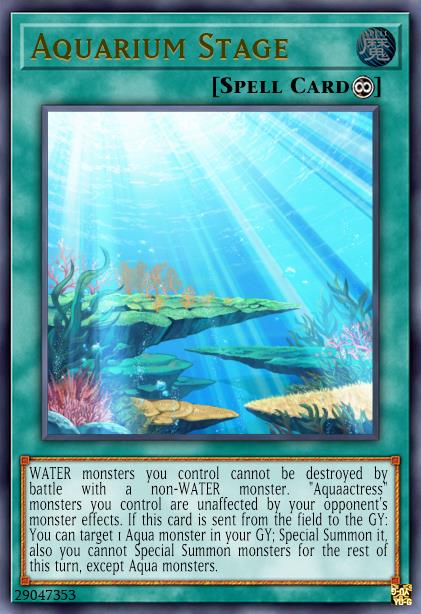 Aquarium Stage
SPELL
魔
[Spell Card]
WATER monsters you control cannot be destroyed by
battle with a non-WATER monster. "Aquaactress"
monsters you control are unaffected by your opponent's
monster effects. If this card is sent from the field to the GY:
You can target 1 Aqua monster in your GY; Special Summon it,
also you cannot Special Summon monsters for the rest of
this turn, except Aqua monsters.
29047353